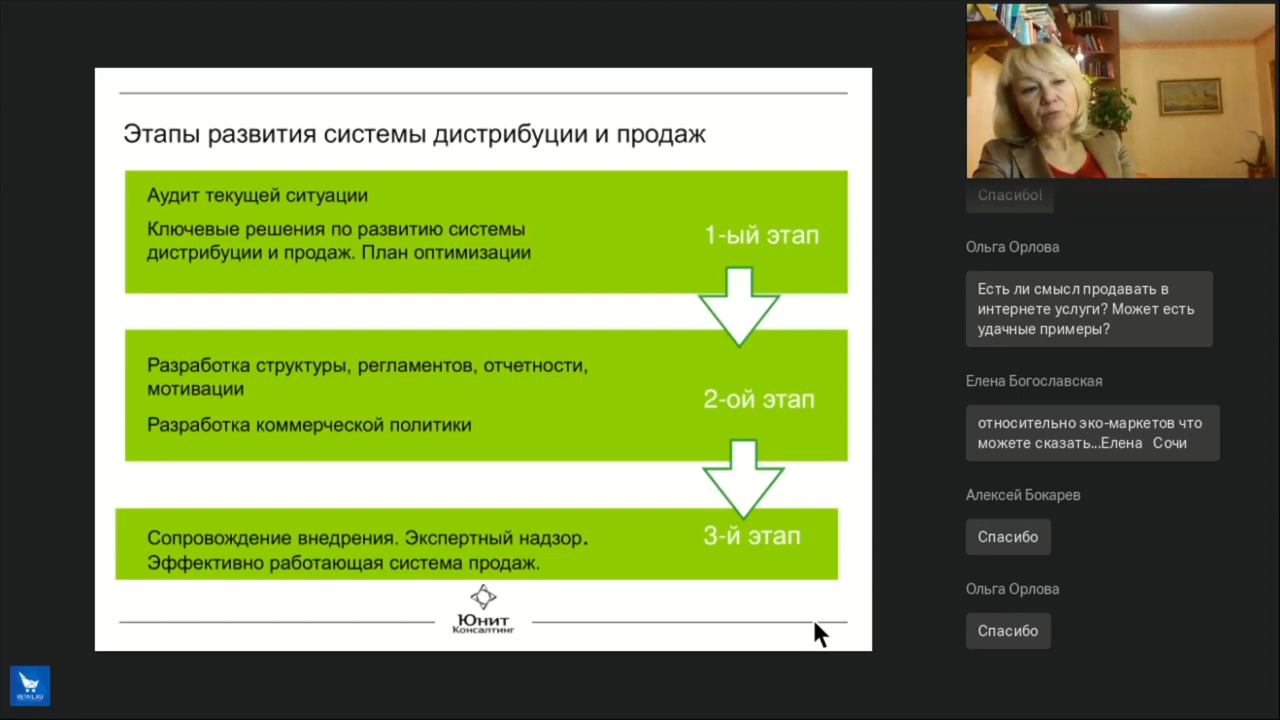 Этапы развития системы дистрибуции и продаж
Аудит текущей ситуации
Ключевые решения по развитию системы
дистрибуции и продаж. План оптимизации
1-ый этап
Разработка структуры, регламентов, отчетности,
мотивации
Разработка коммерческой политики
2-ой этап
Сопровождение внедрения. Экспертный надзор.
Эффективно работающая система продаж.
3-й этап
Юнит
Консалтинг
RETAIL.RU
Спасибо!
Ольга Орлова
Есть ли смысл продавать в
интернете услуги? Может есть
удачные примеры?
Елена Богославская
относительно эко-маркетов что
можете сказать...Елена Сочи
Алексей Бокарев
Спасибо
Ольга Орлова
Спасибо